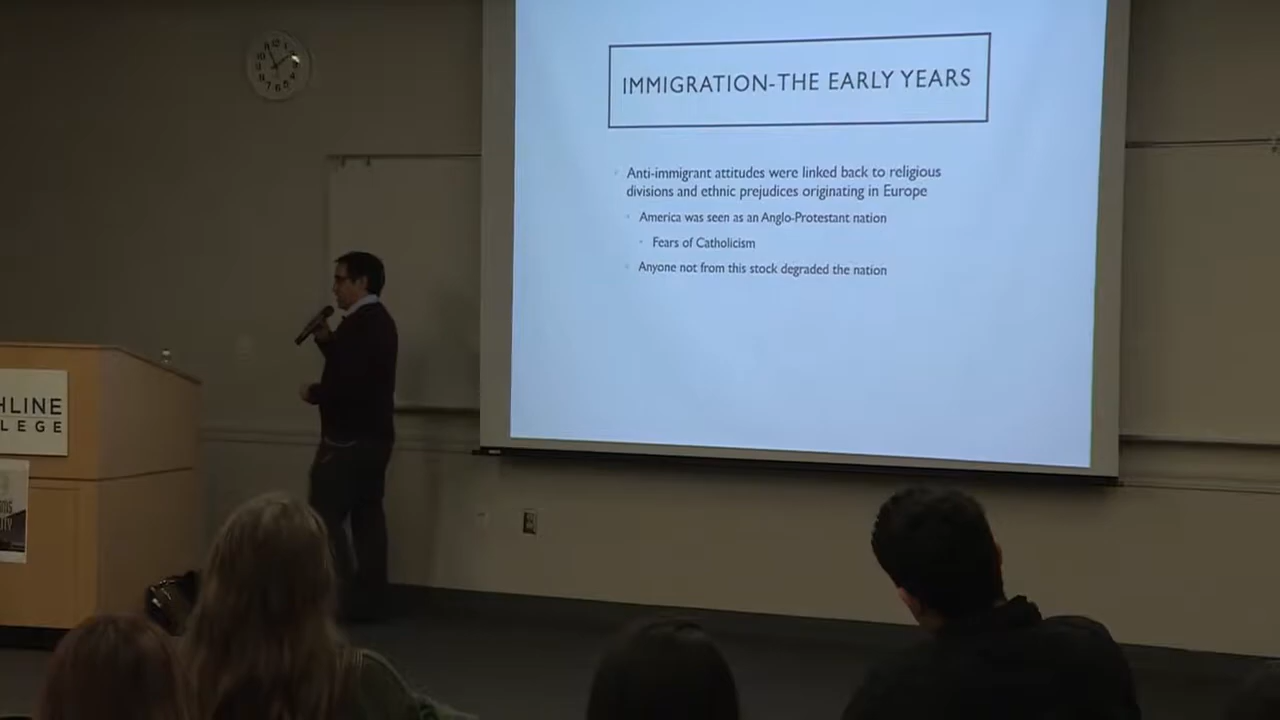 IMMIGRATION-THE EARLY YEARS
Anti-immigrant attitudes were linked back to religious
divisions and ethnic prejudices originating in Europe
America was seen as an Anglo-Protestant nation
Fears of Catholicism
Anyone not from this stock degraded the nation
HLINE
LEGE